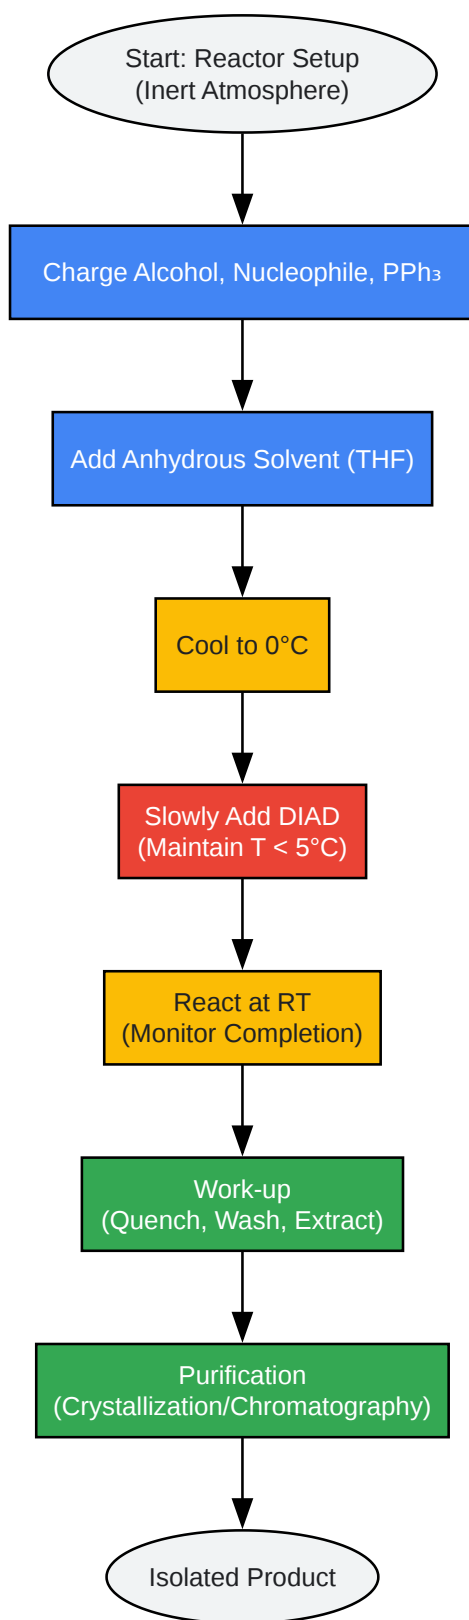 Start: Reactor Setup
(Inert Atmosphere)
Charge Alcohol, Nucleophile, PPh₃
Add Anhydrous Solvent (THF)
Cool to 0°C
Slowly Add DIAD
(Maintain T < 5°C)
React at RT
(Monitor Completion)
Work-up
(Quench, Wash, Extract)
Purification
(Crystallization/Chromatography)
Isolated Product